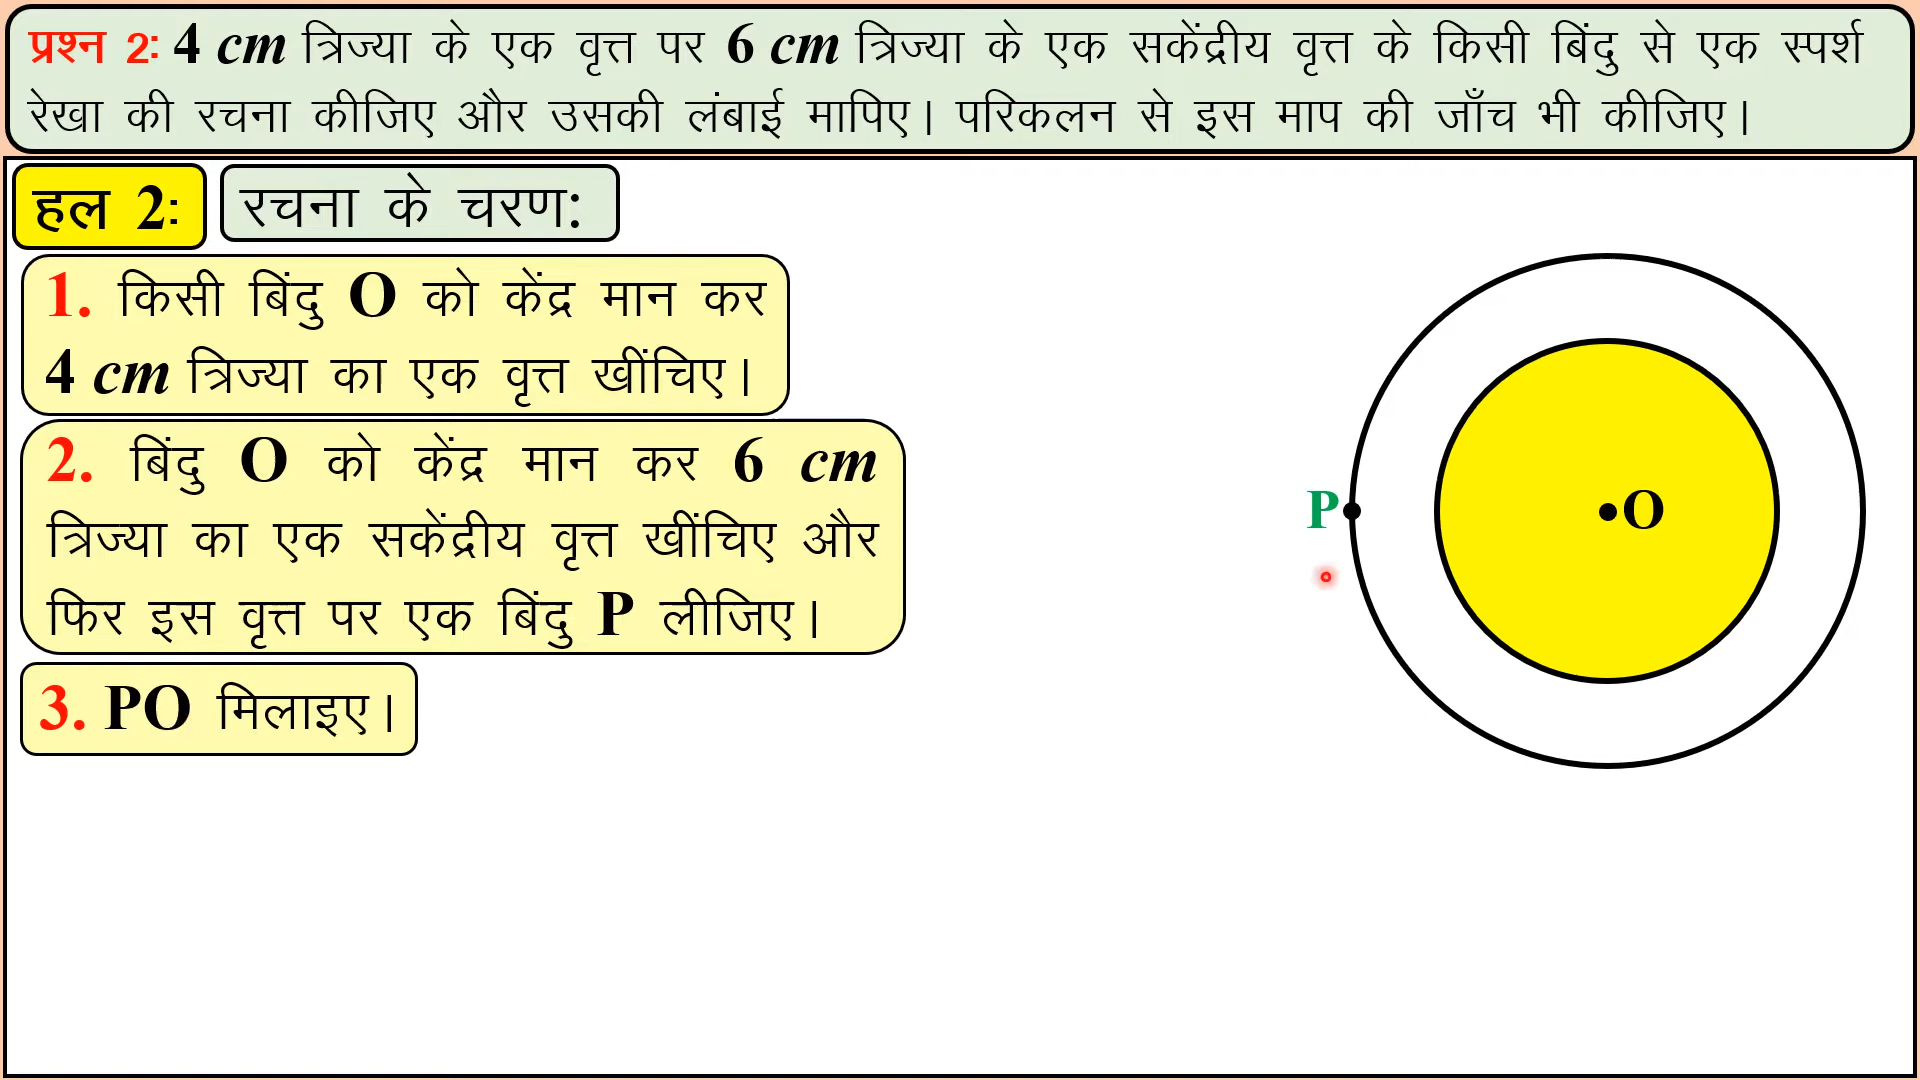 प्रश्न 2: 4 cm त्रिज्या के एक वृत्त पर 6 cm त्रिज्या के एक सकेंद्रीय वृत्त के किसी बिंदु से एक स्पर्श
रेखा की रचना कीजिए और उसकी लंबाई मापिए। परिकलन से इस माप की जाँच भी कीजिए।
हल 2: रचना के चरण:
1. किसी बिंदु O को केंद्र मान कर
4 cm त्रिज्या का एक वृत्त खींचिए।
2. बिंदु O को केंद्र मान कर 6 cm
त्रिज्या का एक सकेंद्रीय वृत्त खींचिए और
फिर इस वृत्त पर एक बिंदु P लीजिए।
3. PO मिलाइए।
P
O